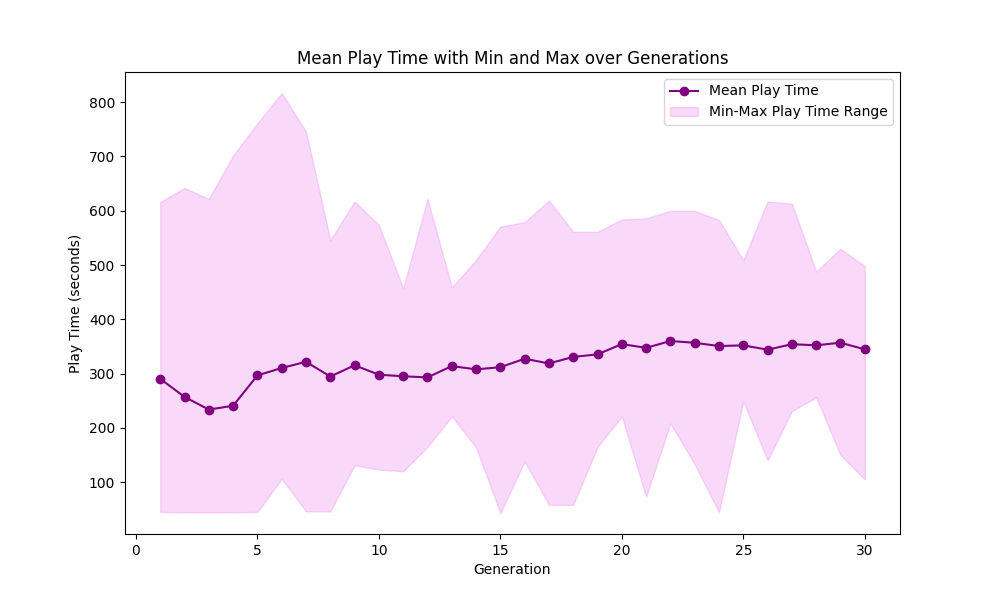 Mean Play Time with Min and Max over Generations
Mean Play Time
Min-Max Play Time Range
Play Time (seconds)
800
700
600
500
400
300
200
100
0 5 10 15 20 25 30
Generation